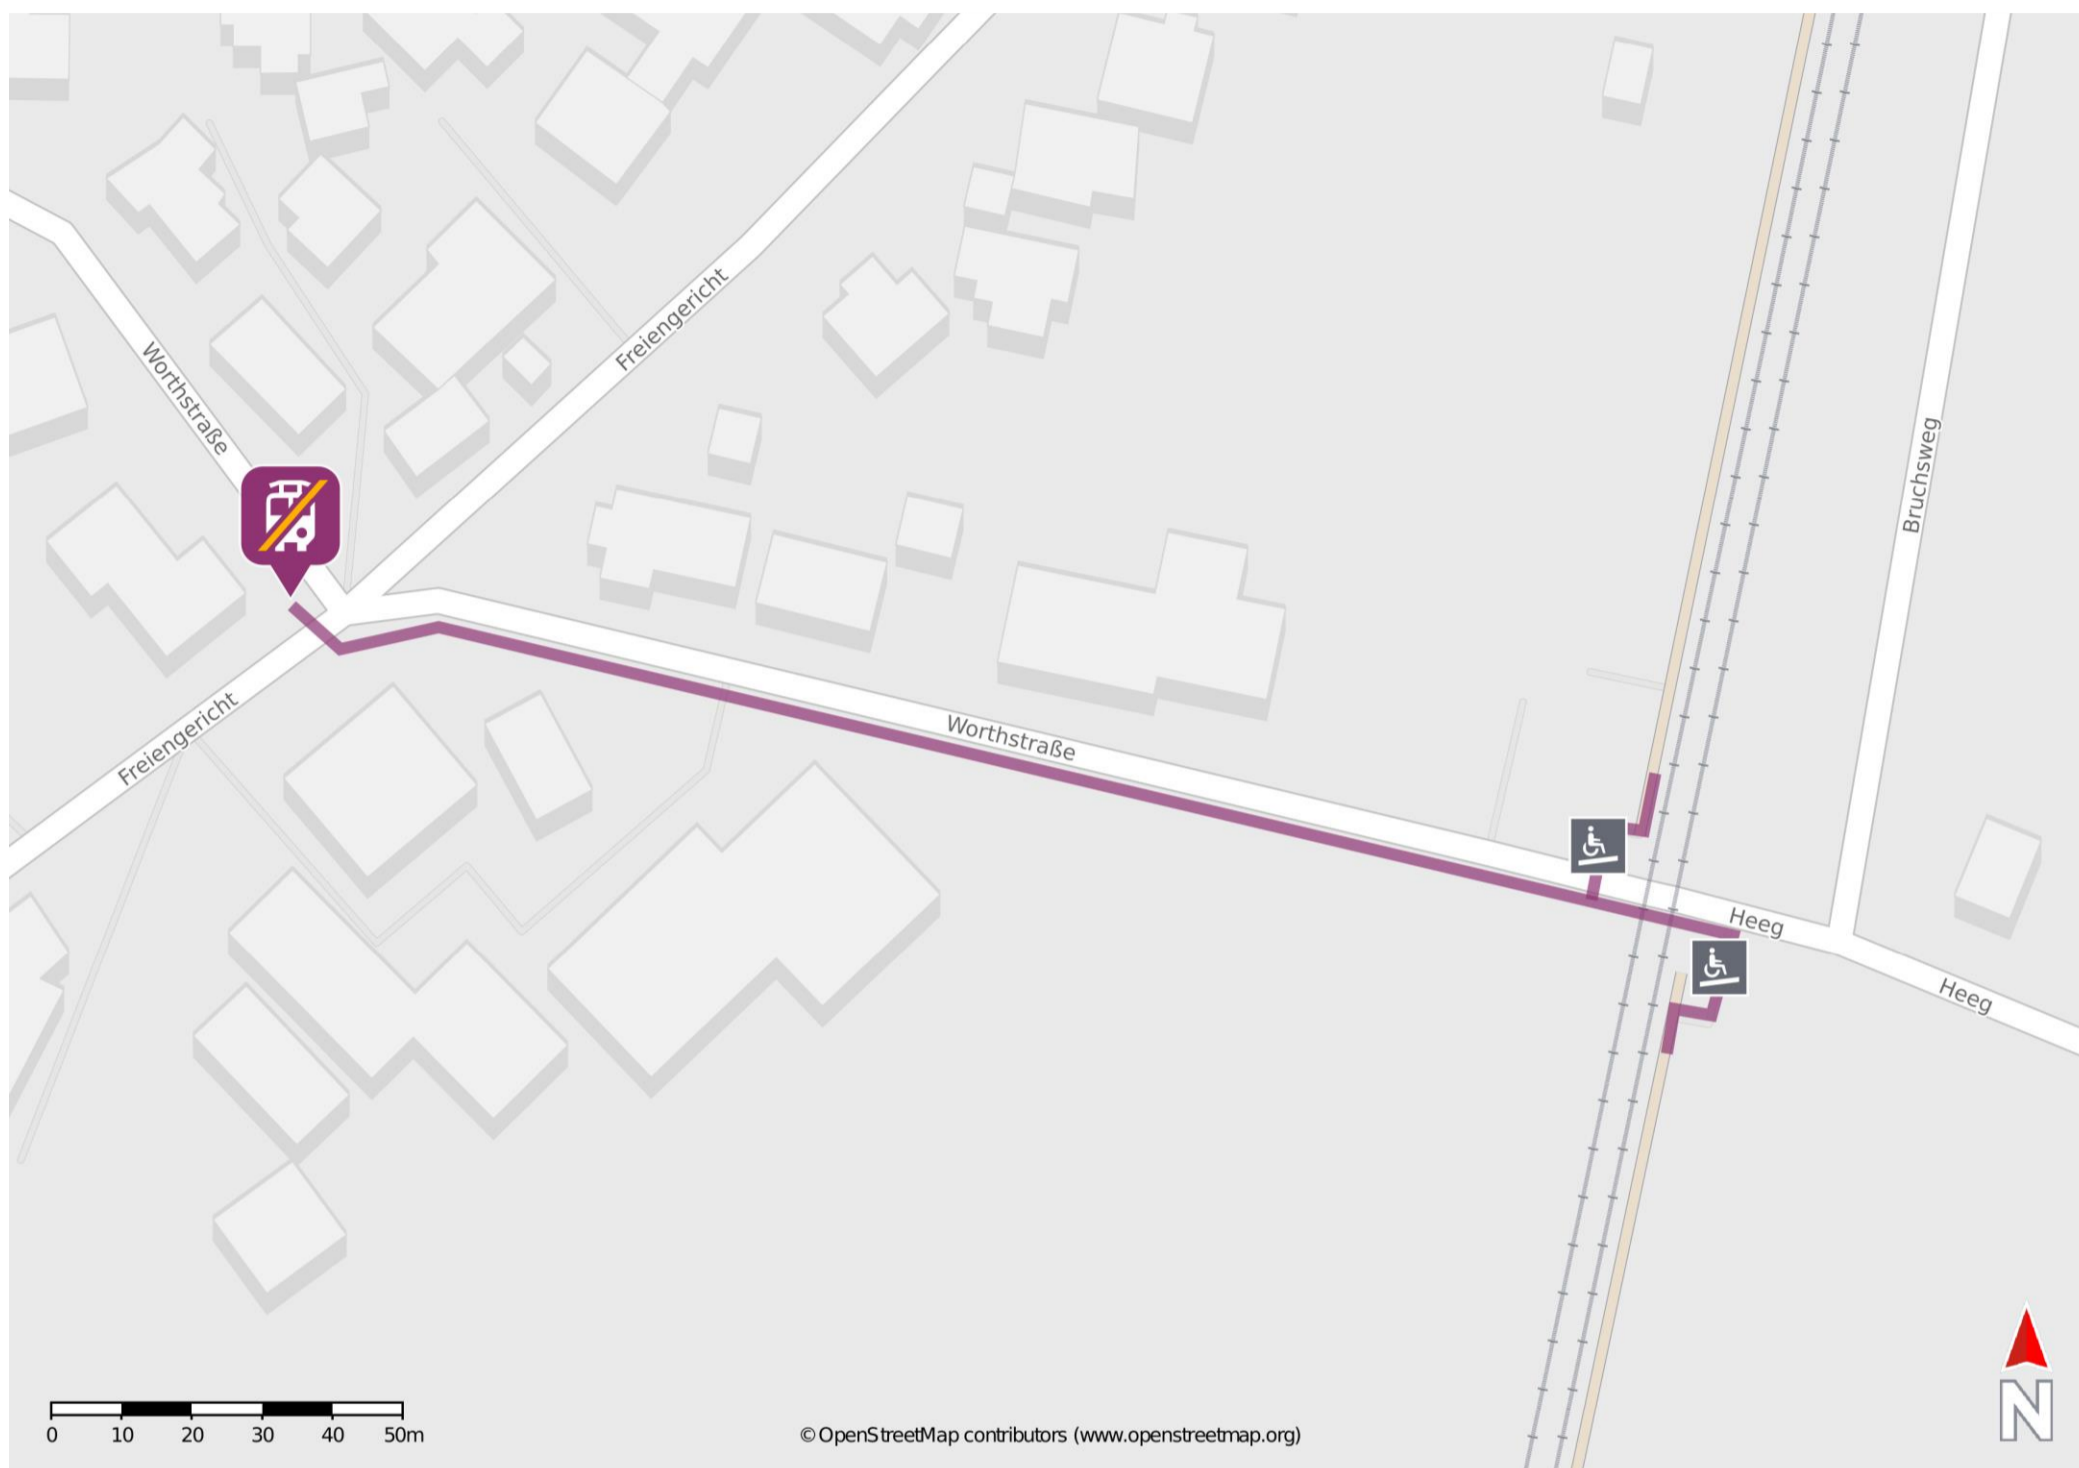 Freiengericht
Worthstraße
Bruchsweg
Freiengericht
Worthstraße
Heeg
Heeg
N
0 10 20 30 40 50m
© OpenStreetMap contributors (www.openstreetmap.org)